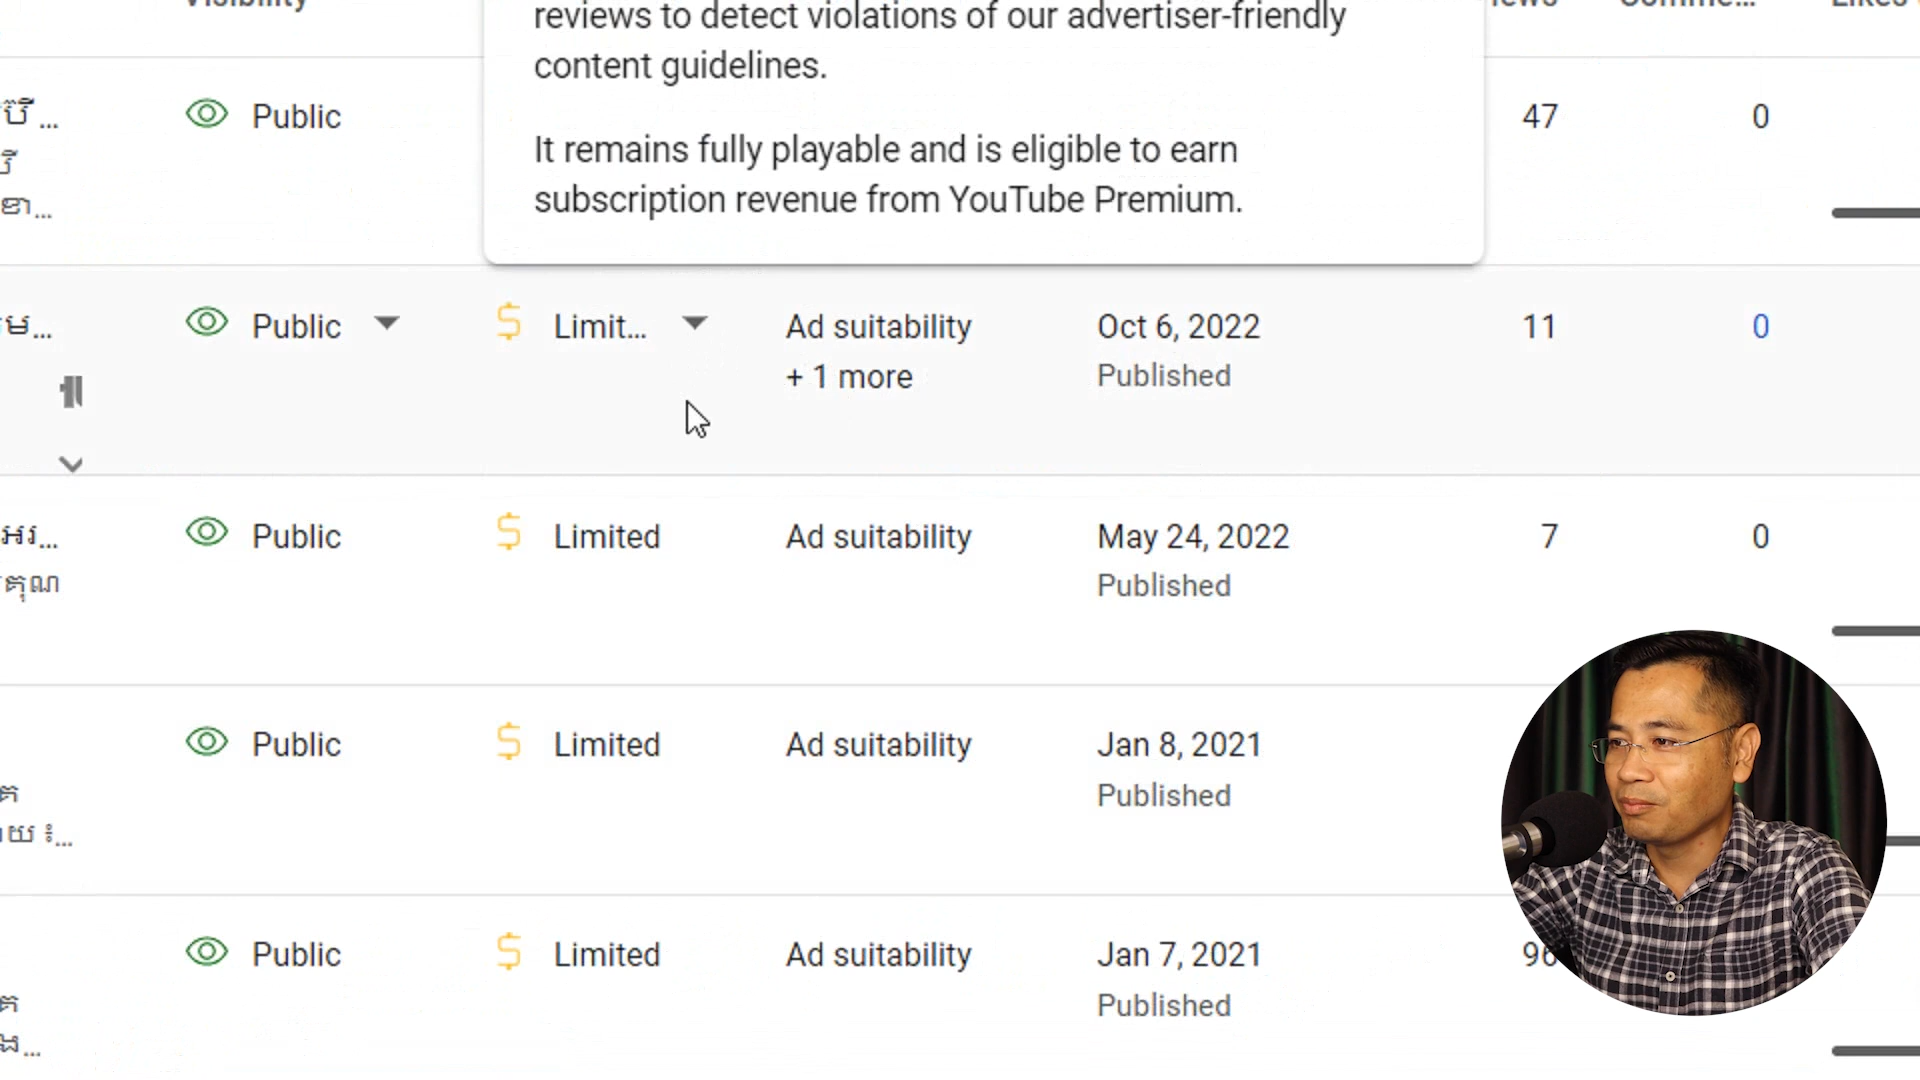 reviews to detect violations of our advertiser-friendly
content guidelines.
It remains fully playable and is eligible to earn
subscription revenue from YouTube Premium.
Public 47 0
Public Limit... Ad suitability Oct 6, 2022 11 0
+ 1 more Published
Public Limited Ad suitability May 24, 2022 7 0
គុណ Published
Public Limited Ad suitability Jan 8, 2021
Published
Public Limited Ad suitability Jan 7, 2021
Published